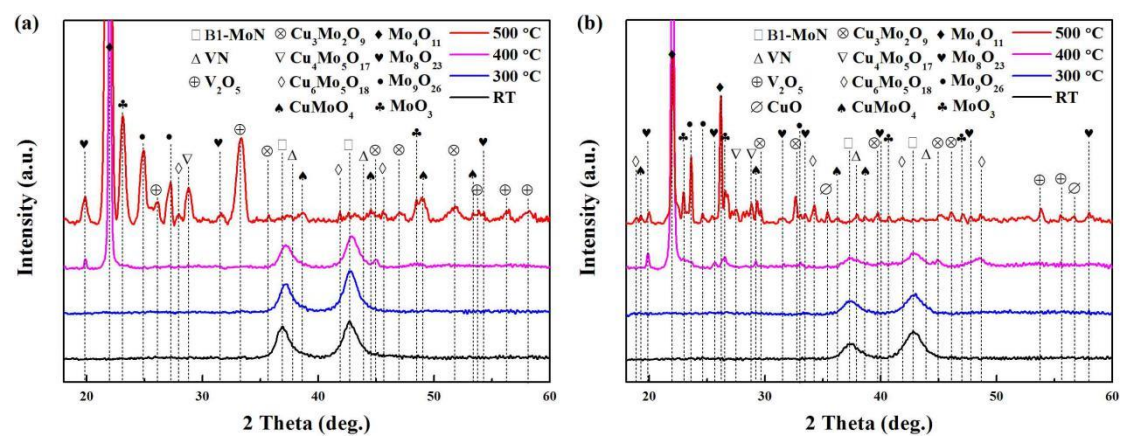 (a)
B1-MoN
VN
V2O5
Cu3Mo2O9
Cu4Mo5O17
Cu6Mo5O18
CuMoO4
Mo4O11
Mo8O23
Mo9O26
MoO3
500 °C
400 °C
300 °C
RT
Intensity (a.u.)
20 30 40 50 60
2 Theta (deg.)
(b)
B1-MoN
VN
V2O5
CuO
Cu3Mo2O9
Cu4Mo5O17
Cu6Mo5O18
CuMoO4
Mo4O11
Mo8O23
Mo9O26
MoO3
500 °C
400 °C
300 °C
RT
Intensity (a.u.)
20 30 40 50 60
2 Theta (deg.)